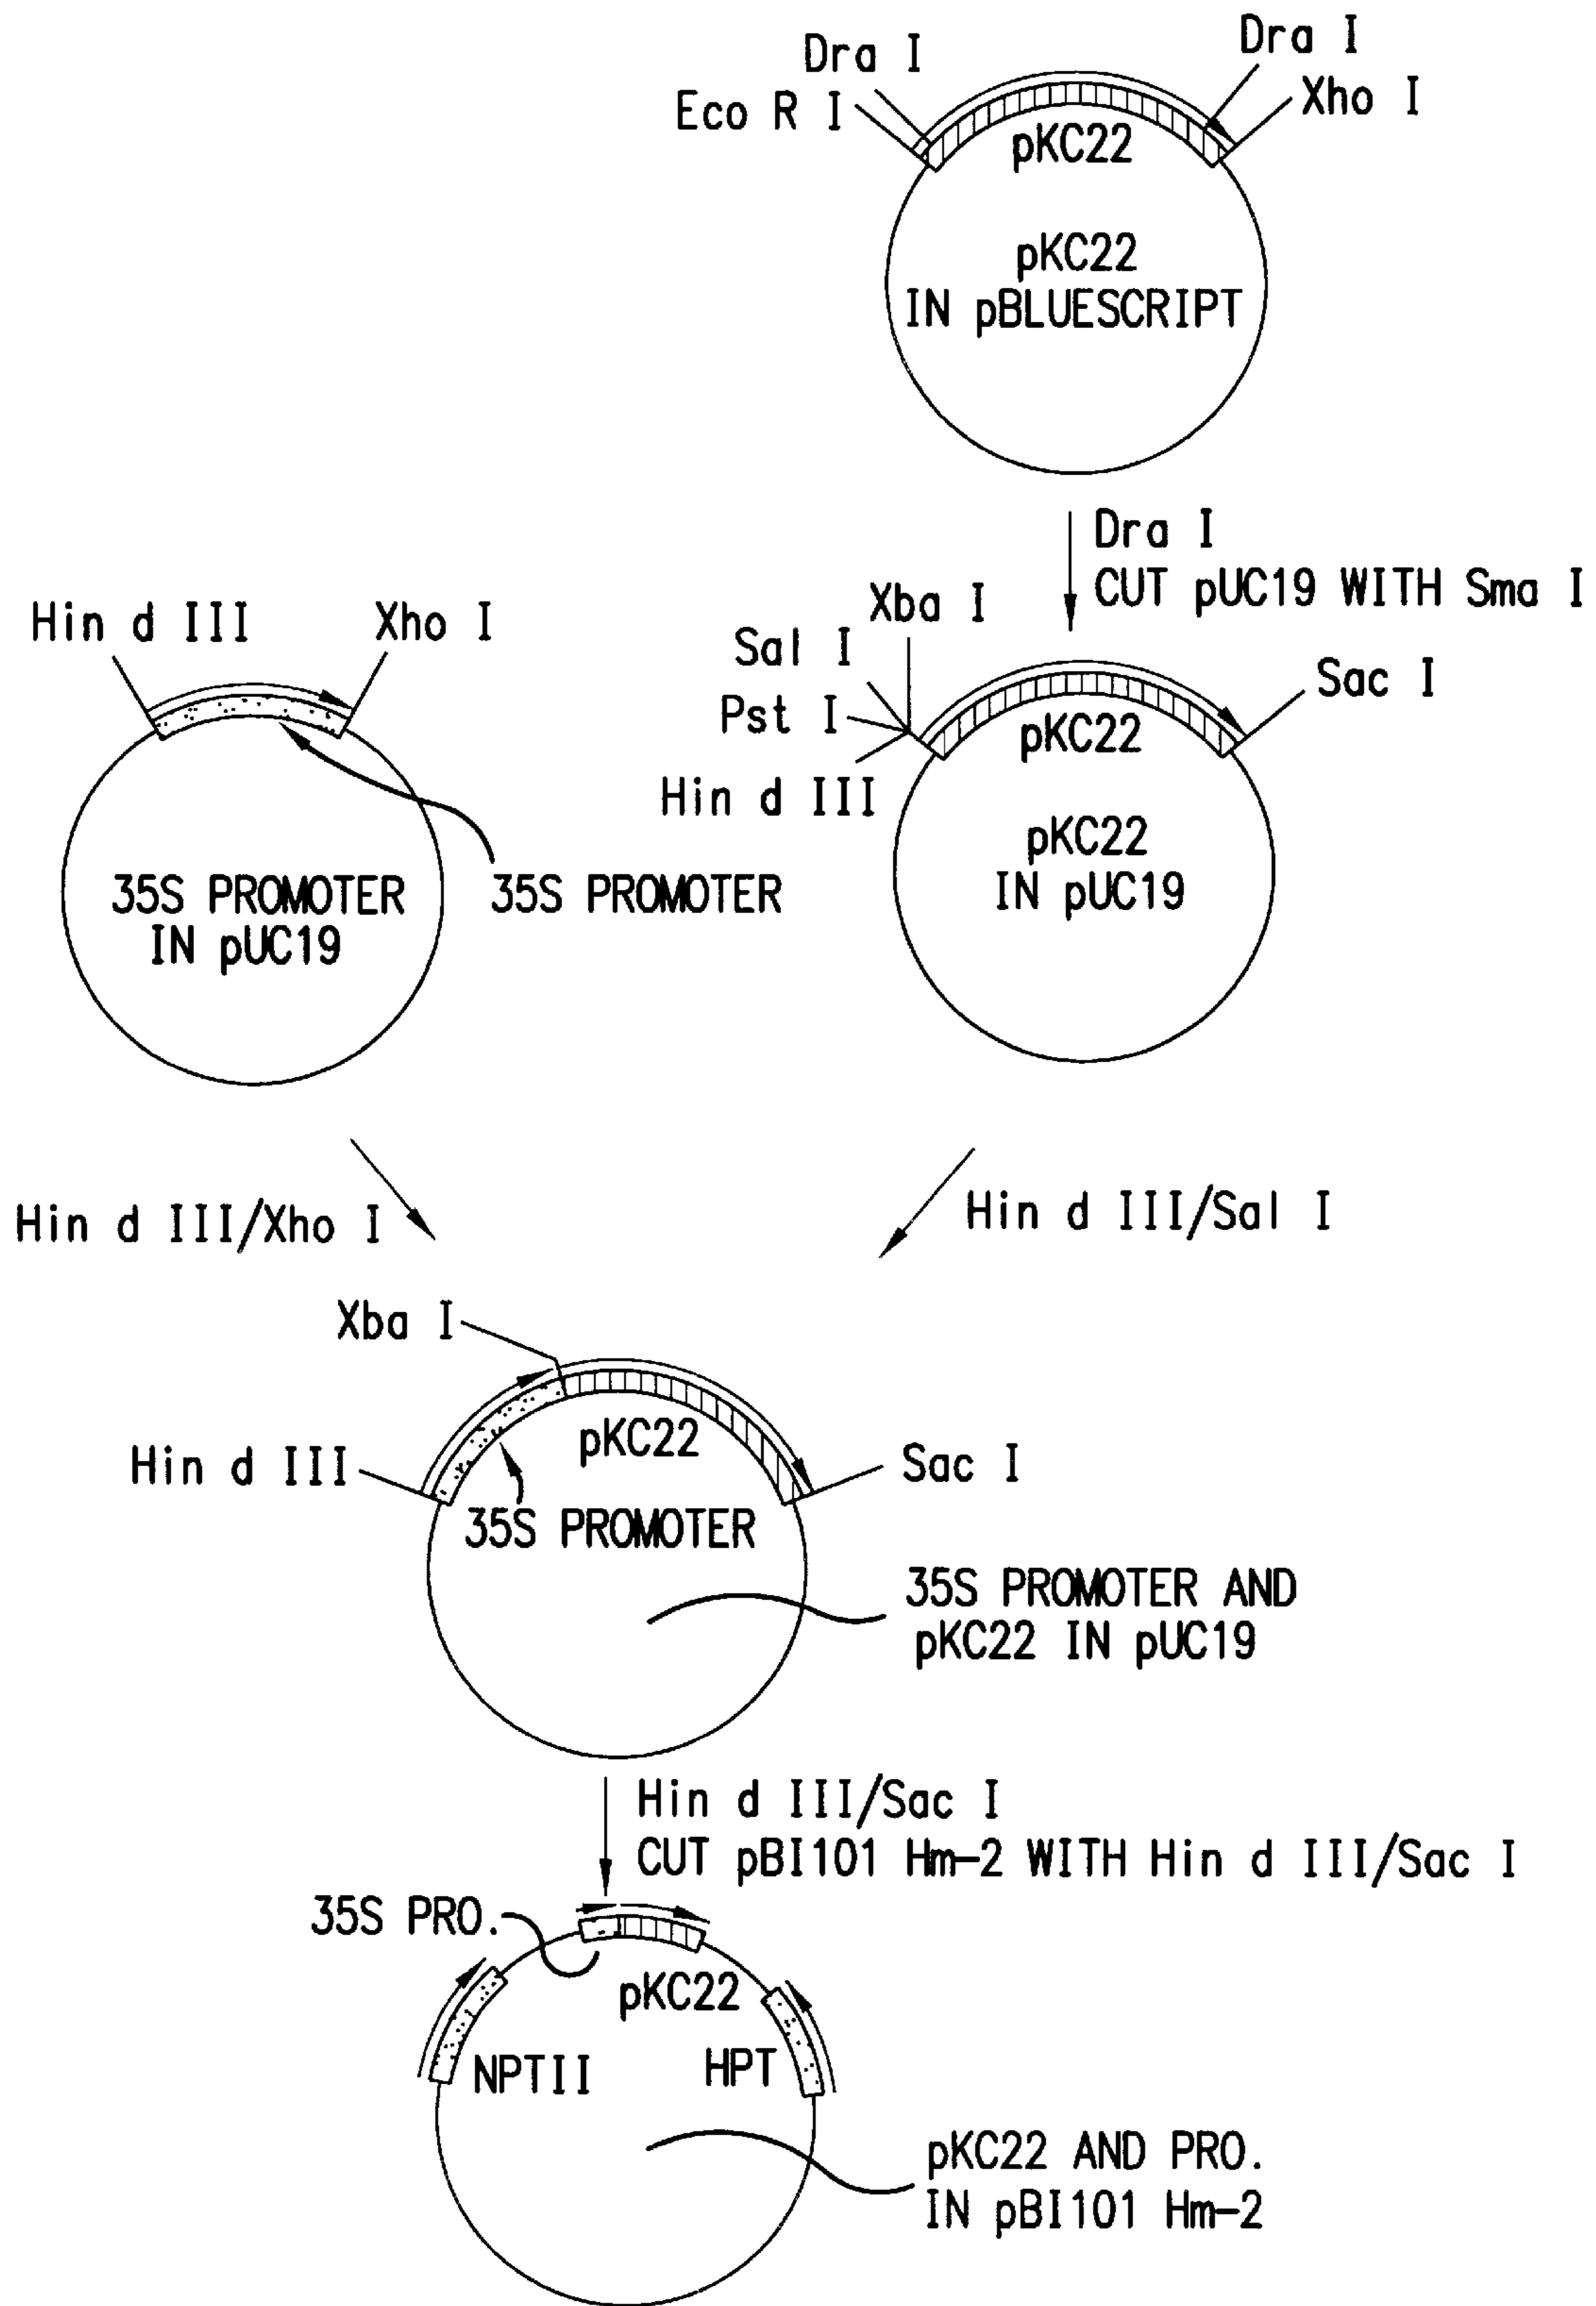 Dra I
Dra I
Eco R I
Xho I
pKC22
pKC22
IN pBLUESCRIPT
Dra I
CUT pUC19 WITH Sma I
Hin d III
Xho I
Xba I
Sal I
Sac I
Pst I
pKC22
Hin d III
pKC22
IN pUC19
35S PROMOTER
IN pUC19
35S PROMOTER
Hin d III/Xho I
Hin d III/Sal I
Xba I
pKC22
Hin d III
Sac I
35S PROMOTER
35S PROMOTER AND
pKC22 IN pUC19
Hin d III/Sac I
CUT pBI101 Hm-2 WITH Hin d III/Sac I
35S PRO.
pKC22
NPTII
HPT
pKC22 AND PRO.
IN pBI101 Hm-2